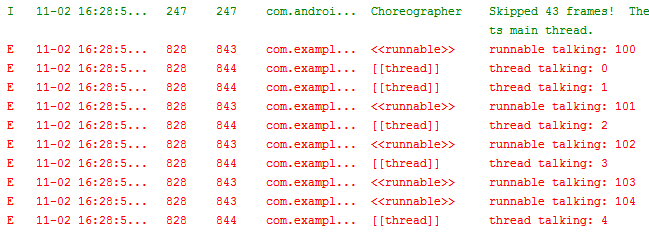 I 11-02 16:28:5... 247 247 com.androi... Choreographer Skipped 43 frames! The
ts main thread.
E 11-02 16:28:5... 828 843 com.exampl... <<runnable>> runnable talking: 100
E 11-02 16:28:5... 828 844 com.exampl... [[thread]] thread talking: 0
E 11-02 16:28:5... 828 844 com.exampl... [[thread]] thread talking: 1
E 11-02 16:28:5... 828 843 com.exampl... <<runnable>> runnable talking: 101
E 11-02 16:28:5... 828 844 com.exampl... [[thread]] thread talking: 2
E 11-02 16:28:5... 828 843 com.exampl... <<runnable>> runnable talking: 102
E 11-02 16:28:5... 828 844 com.exampl... [[thread]] thread talking: 3
E 11-02 16:28:5... 828 843 com.exampl... <<runnable>> runnable talking: 103
E 11-02 16:28:5... 828 843 com.exampl... <<runnable>> runnable talking: 104
E 11-02 16:28:5... 828 844 com.exampl... [[thread]] thread talking: 4